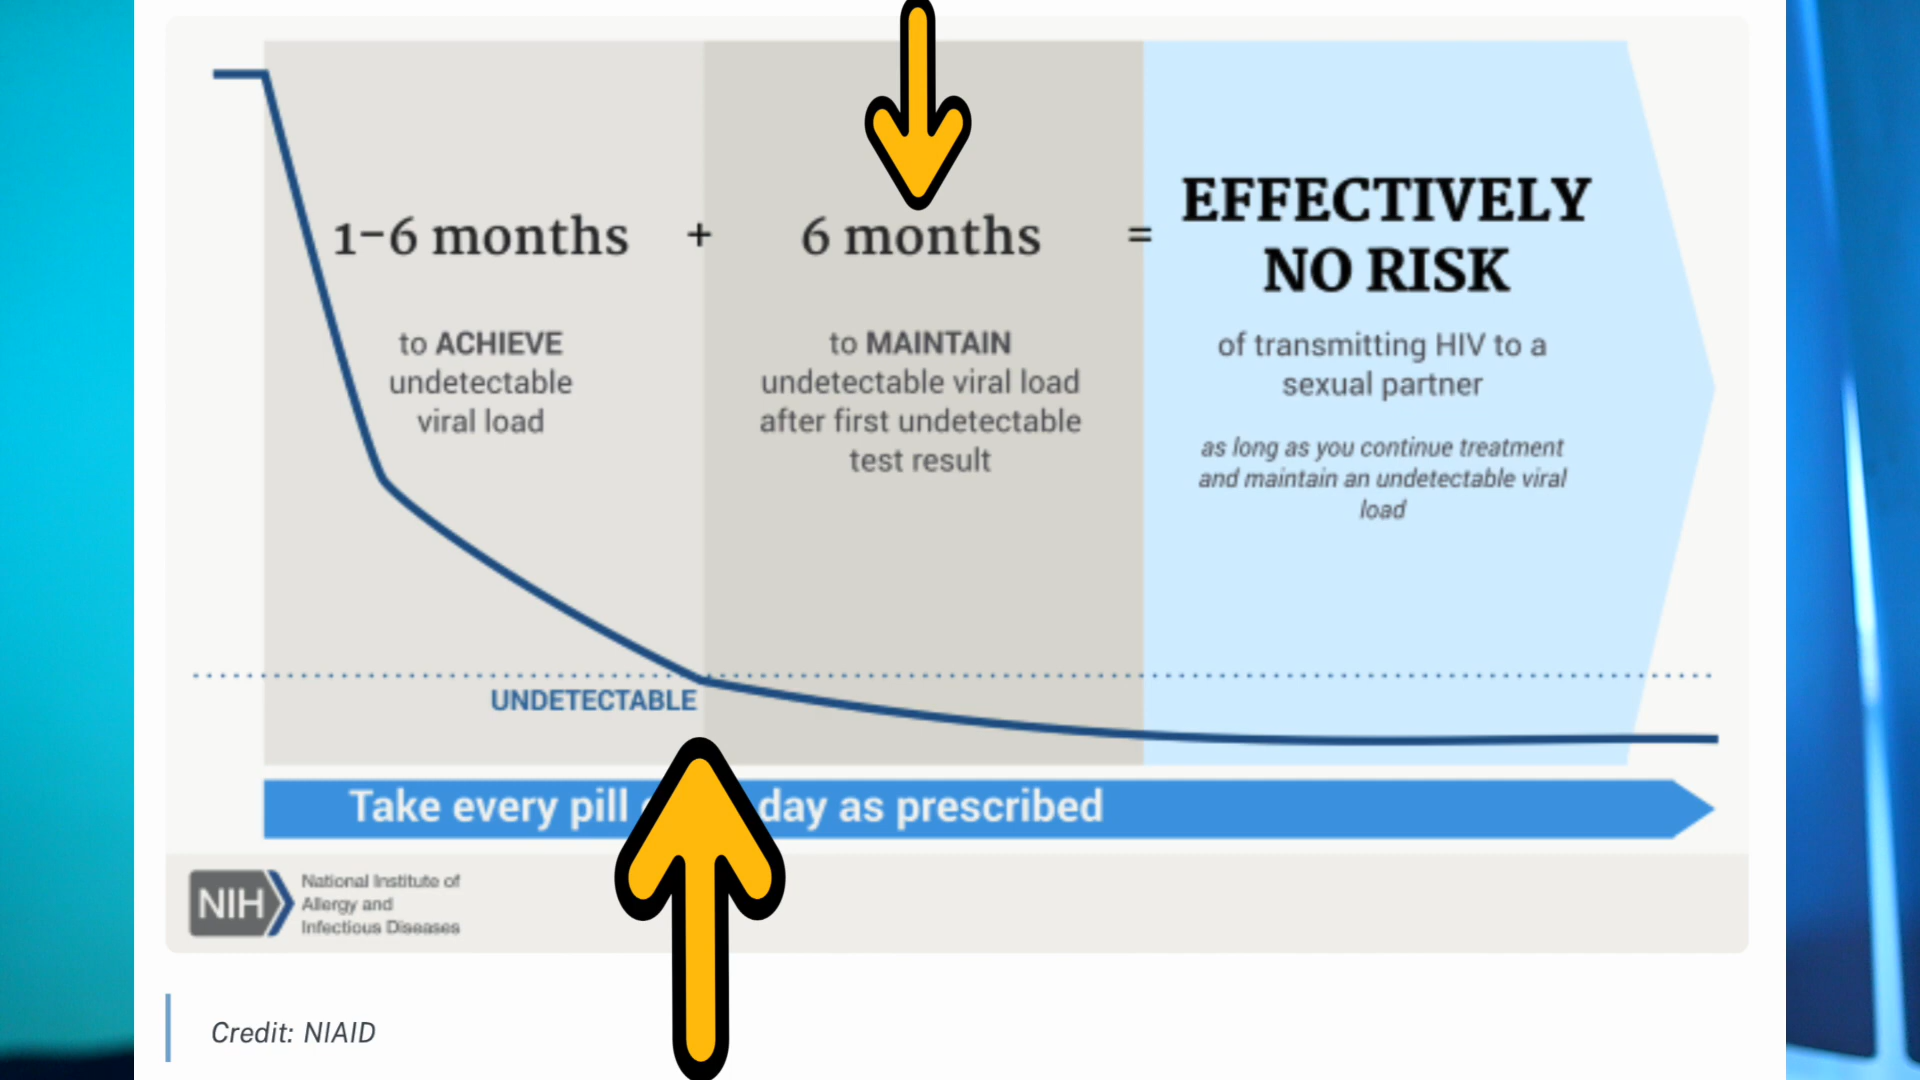 1-6 months
+
6 months
=
EFFECTIVELY
NO RISK
to ACHIEVE
undetectable
viral load
to MAINTAIN
undetectable viral load
after first undetectable
test result
of transmitting HIV to a
sexual partner
as long as you continue treatment
and maintain an undetectable viral
load
UNDETECTABLE
Take every pill day as prescribed
NIH
National Institute of
Allergy and
Infectious Diseases
Credit: NIAID